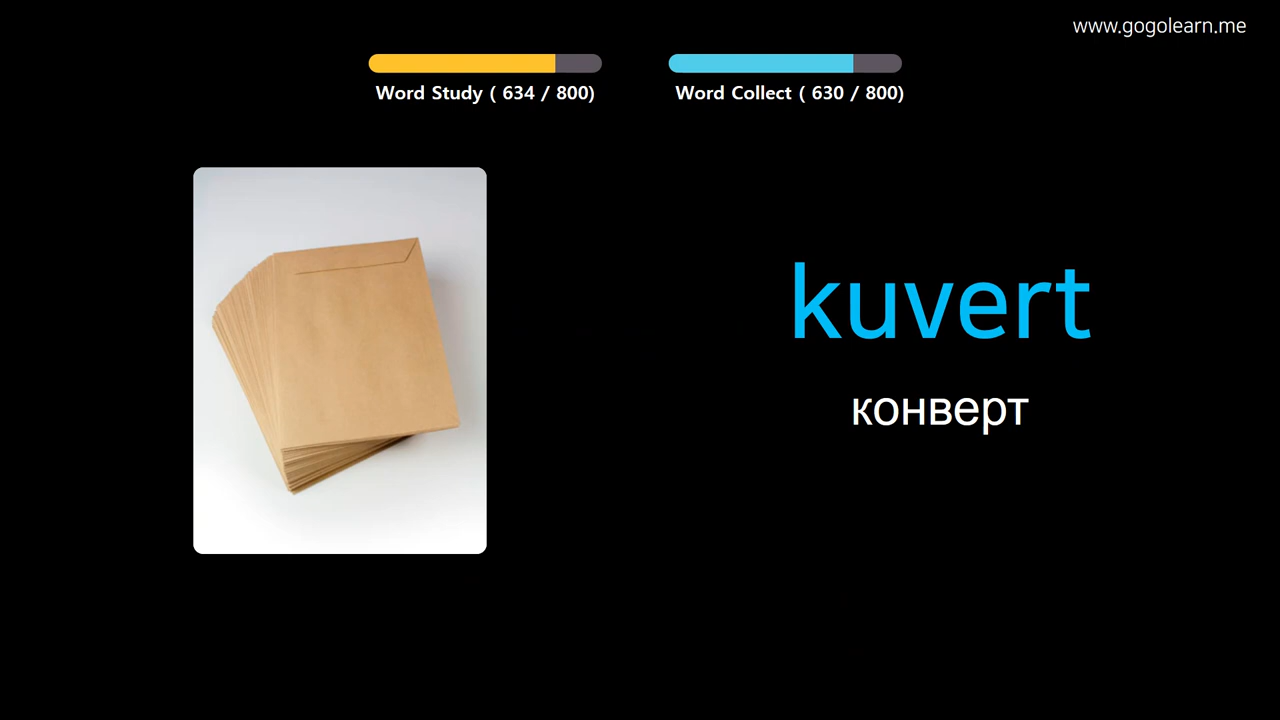 www.gogolearn.me
Word Study ( 634 / 800)
Word Collect ( 630 / 800)
kuvert
конверт